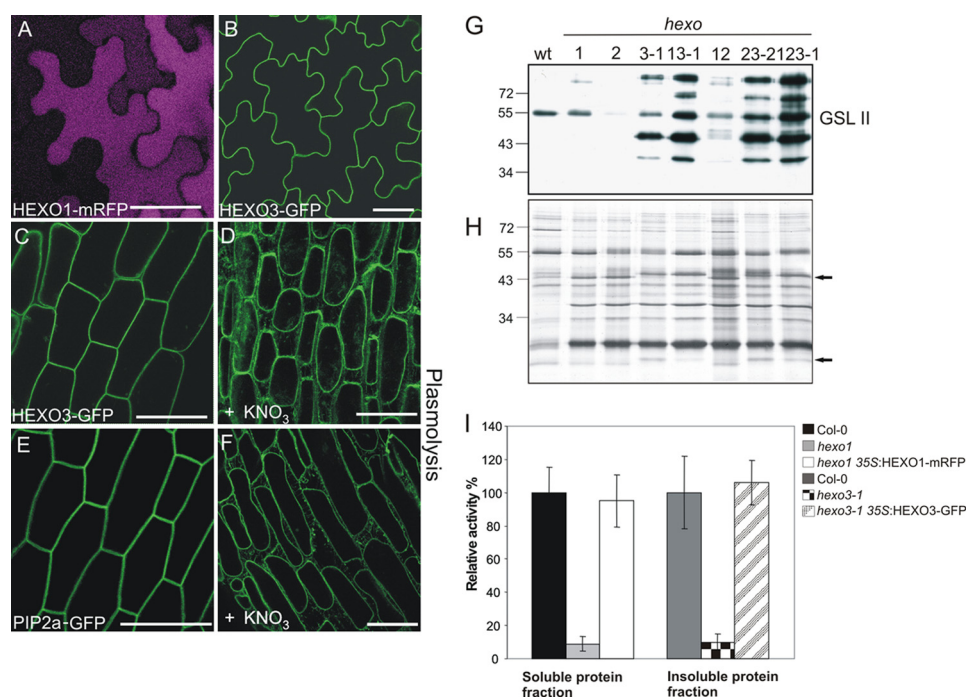 A
HEXO1-mRFP
B
HEXO3-GFP
C
HEXO3-GFP
D
+ KNO3
E
PIP2a-GFP
F
+ KNO3
Plasmolysis
G
hexo
wt 1 2 3-1 13-1 12 23-2 123-1
72
55
43
34
GSL II
H
72
55
43
34
I
Relative activity %
140
120
100
80
60
40
20
0
Soluble protein
fraction
Insoluble protein
fraction
Col-0
hexo1
hexo1 35S:HEXO1-mRFP
Col-0
hexo3-1
hexo3-1 35S:HEXO3-GFP